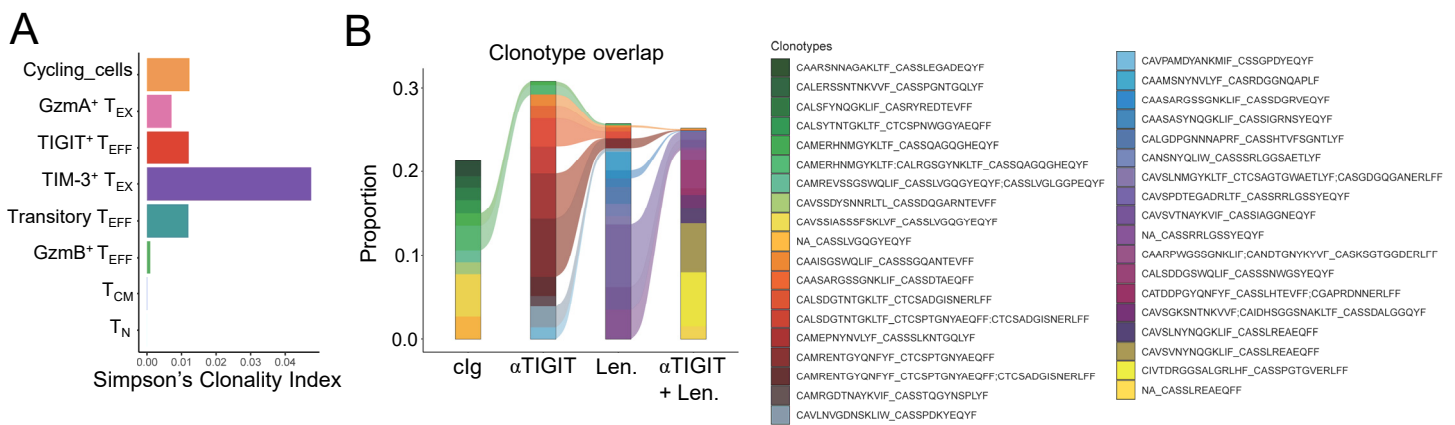 A
Cycling_cells
GzmA⁺ T_EX
TIGIT⁺ T_EFF
TIM-3⁺ T_EX
Transitory T_EFF
GzmB⁺ T_EFF
T_CM
T_N
0.00 0.01 0.02 0.03 0.04
Simpson's Clonality Index
B
Clonotype overlap
Proportion
0.3
0.2
0.1
0.0
cIg
αTIGIT
Len.
αTIGIT
+ Len.
Clonotypes
CAARSNNAGAKLTF_CASSLEGADEQYF
CALERSSNTNKVVF_CASSPGNTGQLYF
CALSFYNQGKLIF_CASRYREDTEVFF
CALSYTNTGKLTF_CTCSPNWGGYAEQFF
CAMERHNMGYKLTF_CASSQAGQGHEQYF
CAMERHNMGYKLTF;CALRGSGYNKLTF_CASSQAGQGHEQYF
CAMREVSSGSWQLIF_CASSLVGQGYEQYF;CASSLVGLGGPEQYF
CAVSSDYSNNRLTL_CASSDQGARNTEVFF
CAVSSIASSSFSKLVF_CASSLVGQGYEQYF
NA_CASSLVGQGYEQYF
CAAISGSWQLIF_CASSSGQANTEVFF
CAASARGSSGNKLIF_CASSDTAEQFF
CALSDGTNTGKLTF_CTCSADGISNERLFF
CALSDGTNTGKLTF_CTCSPTGNYAEQFF;CTCSADGISNERLFF
CAMEPNYNVLYF_CASSSLKNTGQLYF
CAMRENTGYQNFYF_CTCSPTGNYAEQFF
CAMRENTGYQNFYF_CTCSPTGNYAEQFF;CTCSADGISNERLFF
CAMRGDTNAYKVIF_CASSTQGYNSPLYF
CAVLNVGDNSKLIW_CASSPDKYEQYF
CAVPAMDYANKMIF_CSSGPDYEQYF
CAAMSNYNVLYF_CASRDGGNQAPLF
CAASARGSSGNKLIF_CASSDGRVEQYF
CAASASYNQGKLIF_CASSIGRNSYEQYF
CALGDPGNNNAPRF_CASSHTVFSGNTLYF
CANSNYQLIW_CASSSRLGGSAETLYF
CAVSLNMGYKLTF_CTCSAGTGWAETLYF;CASGDGQGANERLFF
CAVSPDTEGADRLTF_CASSRRLGSSYEQYF
CAVSVTNAYKVIF_CASSIAGGNEQYF
NA_CASSRRLGSSYEQYF
CAARPWGSSGNKLIF;CANDTGNYKYVF_CASKSGTGGDERLFF
CALSDDGSWQLIF_CASSSNWGSYEQYF
CATDDPGYQNFYF_CASSLHTEVFF;CGAPRDNNERLFF
CAVSGKSNTNKVVF;CAIDHSGGSNAKLTF_CASSDALGGQYF
CAVSLNYNQGKLIF_CASSLREAEQFF
CAVSVNYNQGKLIF_CASSLREAEQFF
CIVTDRGGSALGRLHF_CASSPGTGVERLFF
NA_CASSLREAEQFF